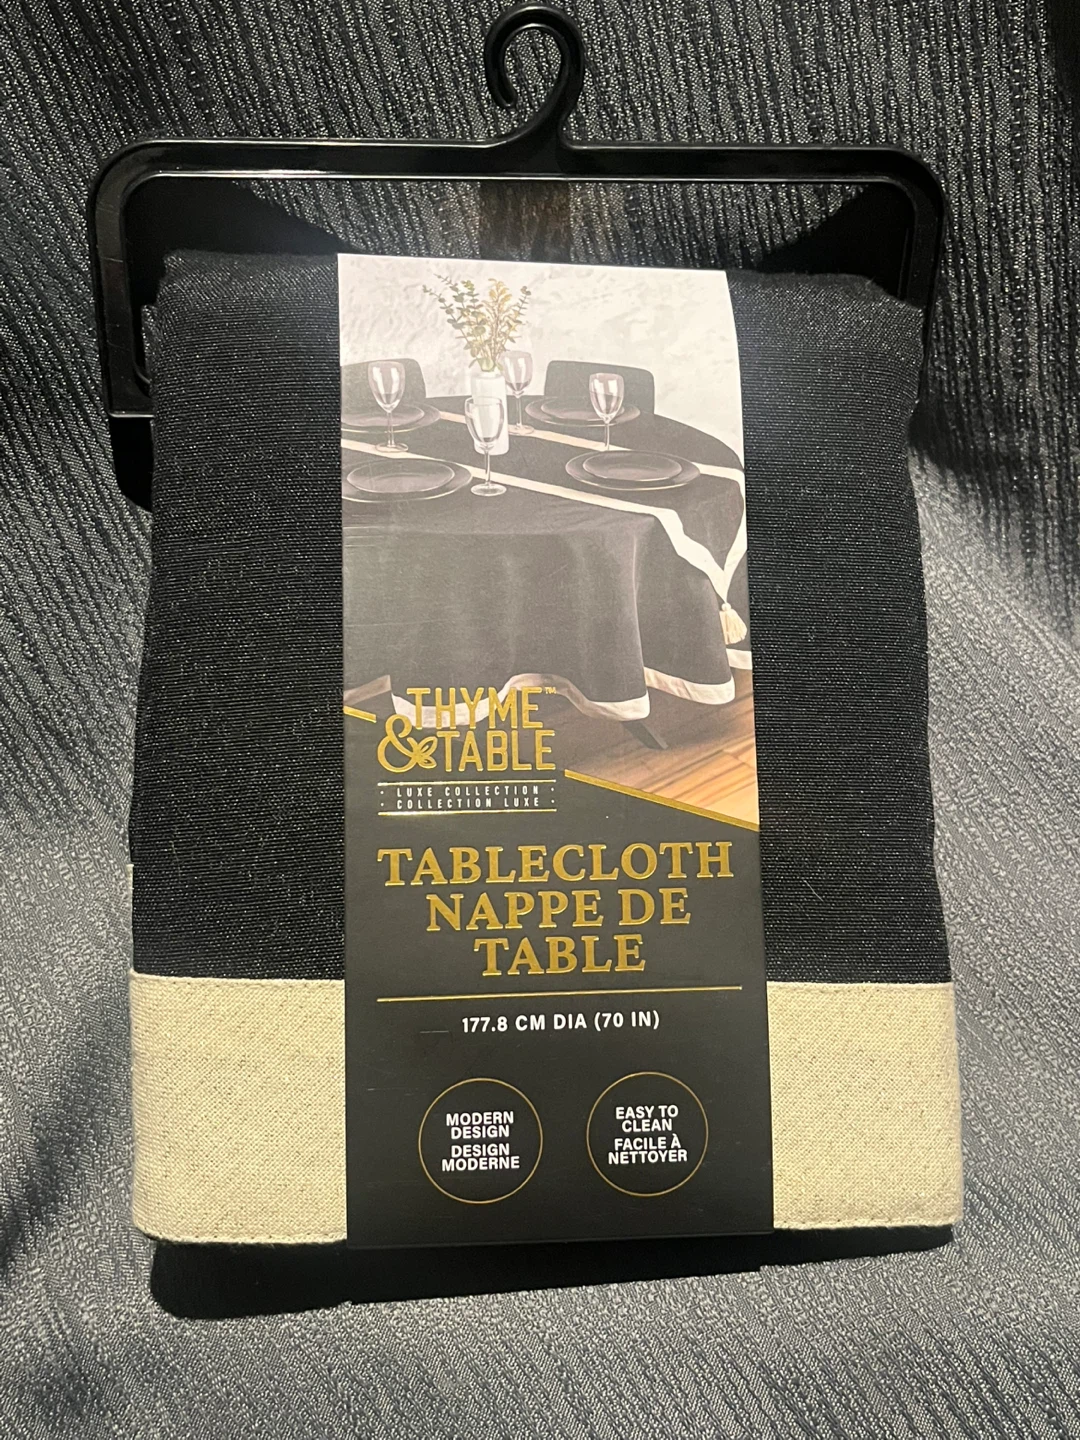 THYME™
& TABLE
· LUXE COLLECTION ·
· COLLECTION LUXE ·
TABLECLOTH
NAPPE DE
TABLE
177.8 CM DIA (70 IN)
MODERN
DESIGN
DESIGN
MODERNE
EASY TO
CLEAN
FACILE À
NETTOYER